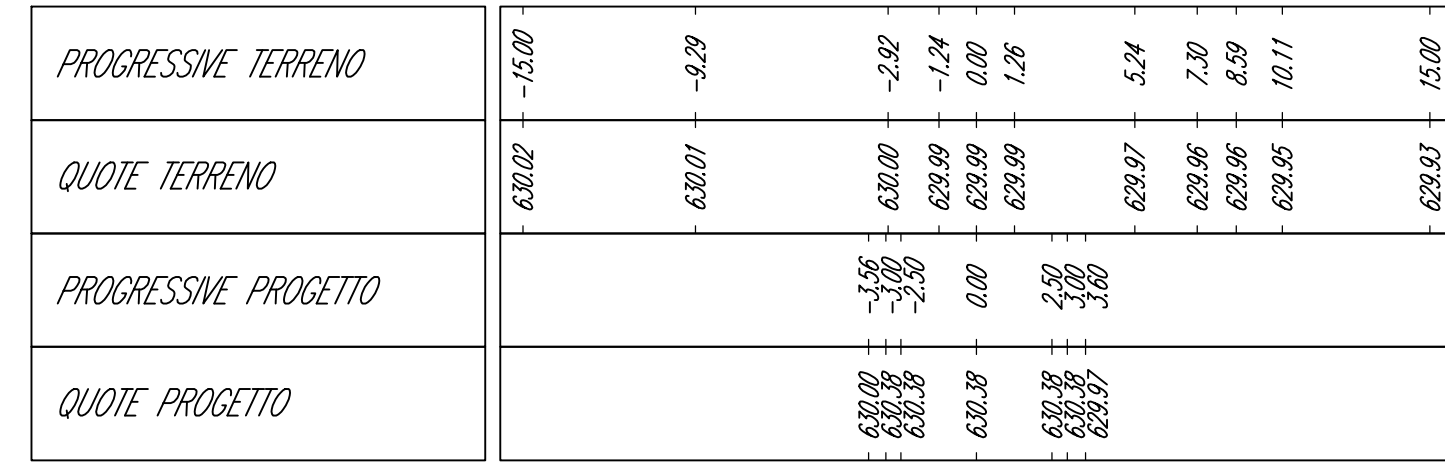 PROGRESSIVE TERRENO -15.00 -9.29 -2.92 -1.24 0.00 1.26 5.24 7.30 8.59 10.11 15.00
QUOTE TERRENO 630.02 630.01 630.00 629.99 629.99 629.99 629.97 629.96 629.96 629.95 629.93
PROGRESSIVE PROGETTO -3.56 -3.00 -2.50 0.00 2.50 3.00 3.60
QUOTE PROGETTO 630.00 630.38 630.38 630.38 630.38 630.38 629.97